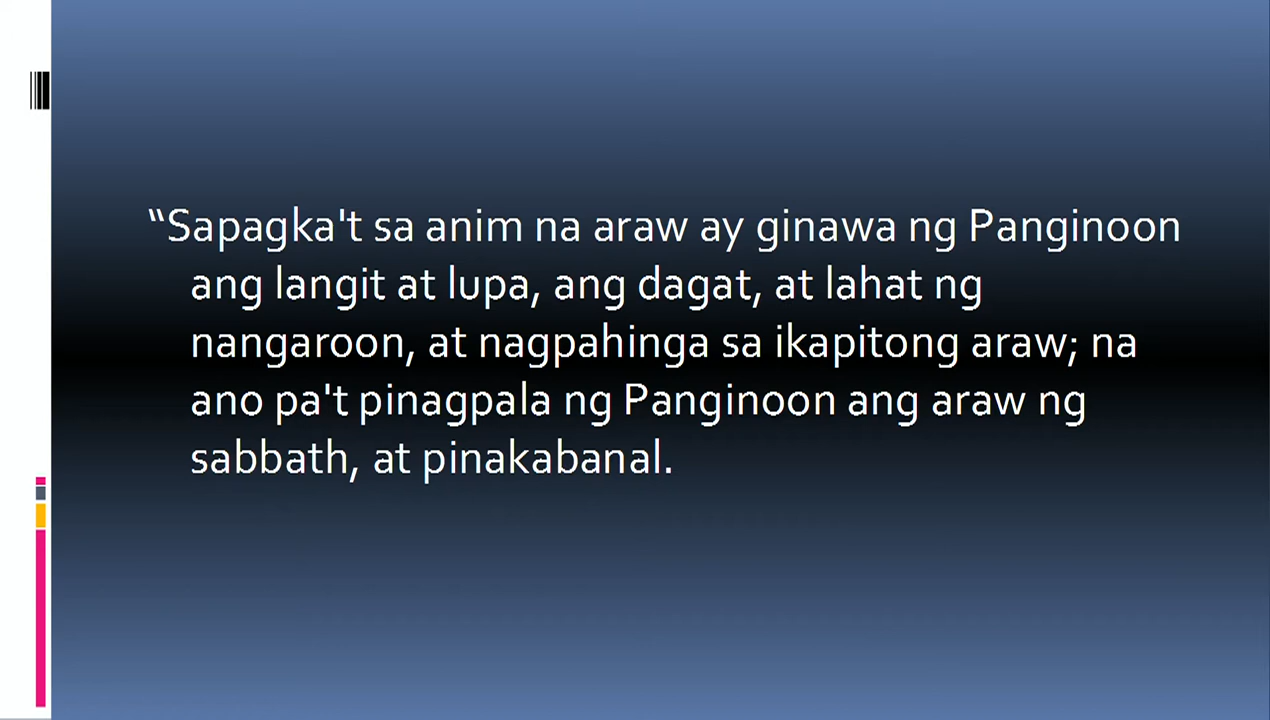 “Sapagka't sa anim na araw ay ginawa ng Panginoon
ang langit at lupa, ang dagat, at lahat ng
nangaroon, at nagpahinga sa ikapitong araw; na
ano pa't pinagpala ng Panginoon ang araw ng
sabbath, at pinakabanal.